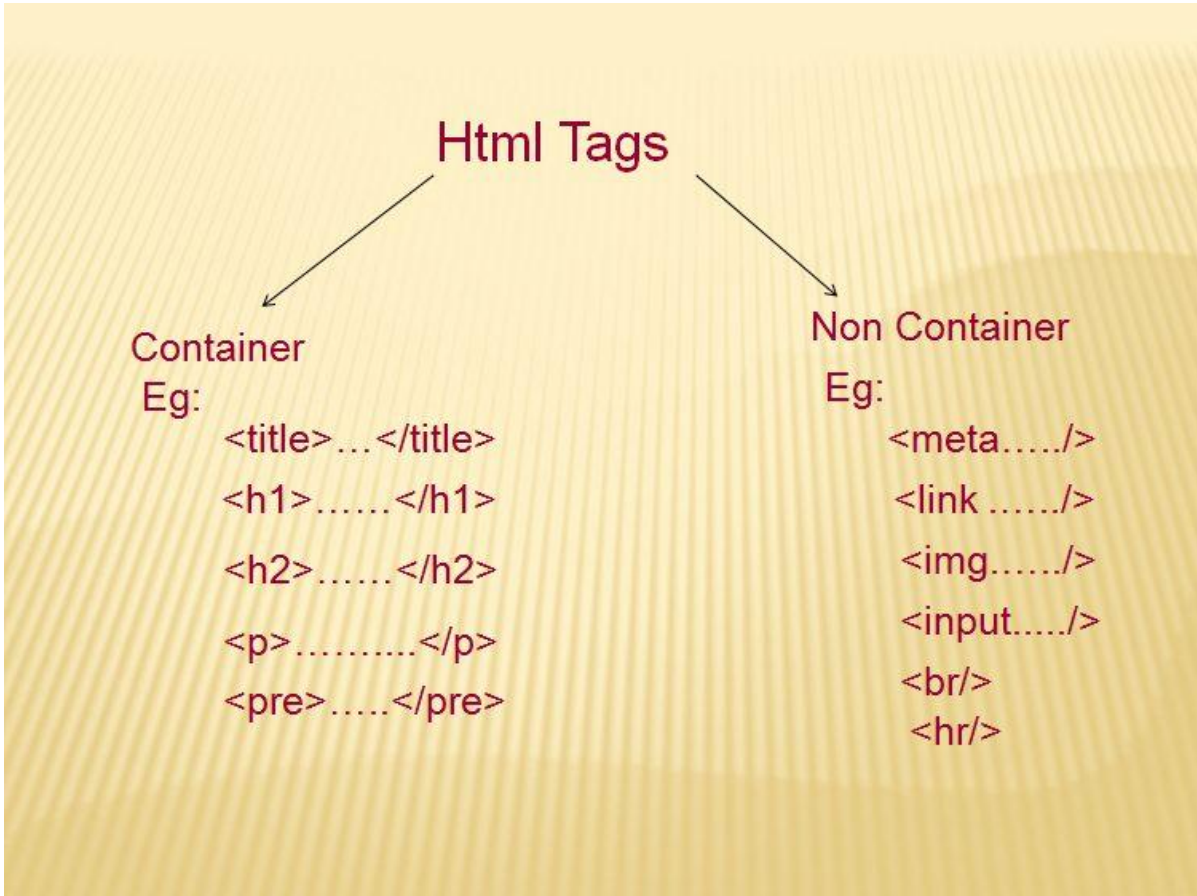 Html Tags
Container
Eg:
<title>…</title>
<h1>……</h1>
<h2>……</h2>
<p>………...</p>
<pre>…..</pre>
Non Container
Eg:
<meta…../>
<link ……/>
<img……/>
<input...../>
<br/>
<hr/>